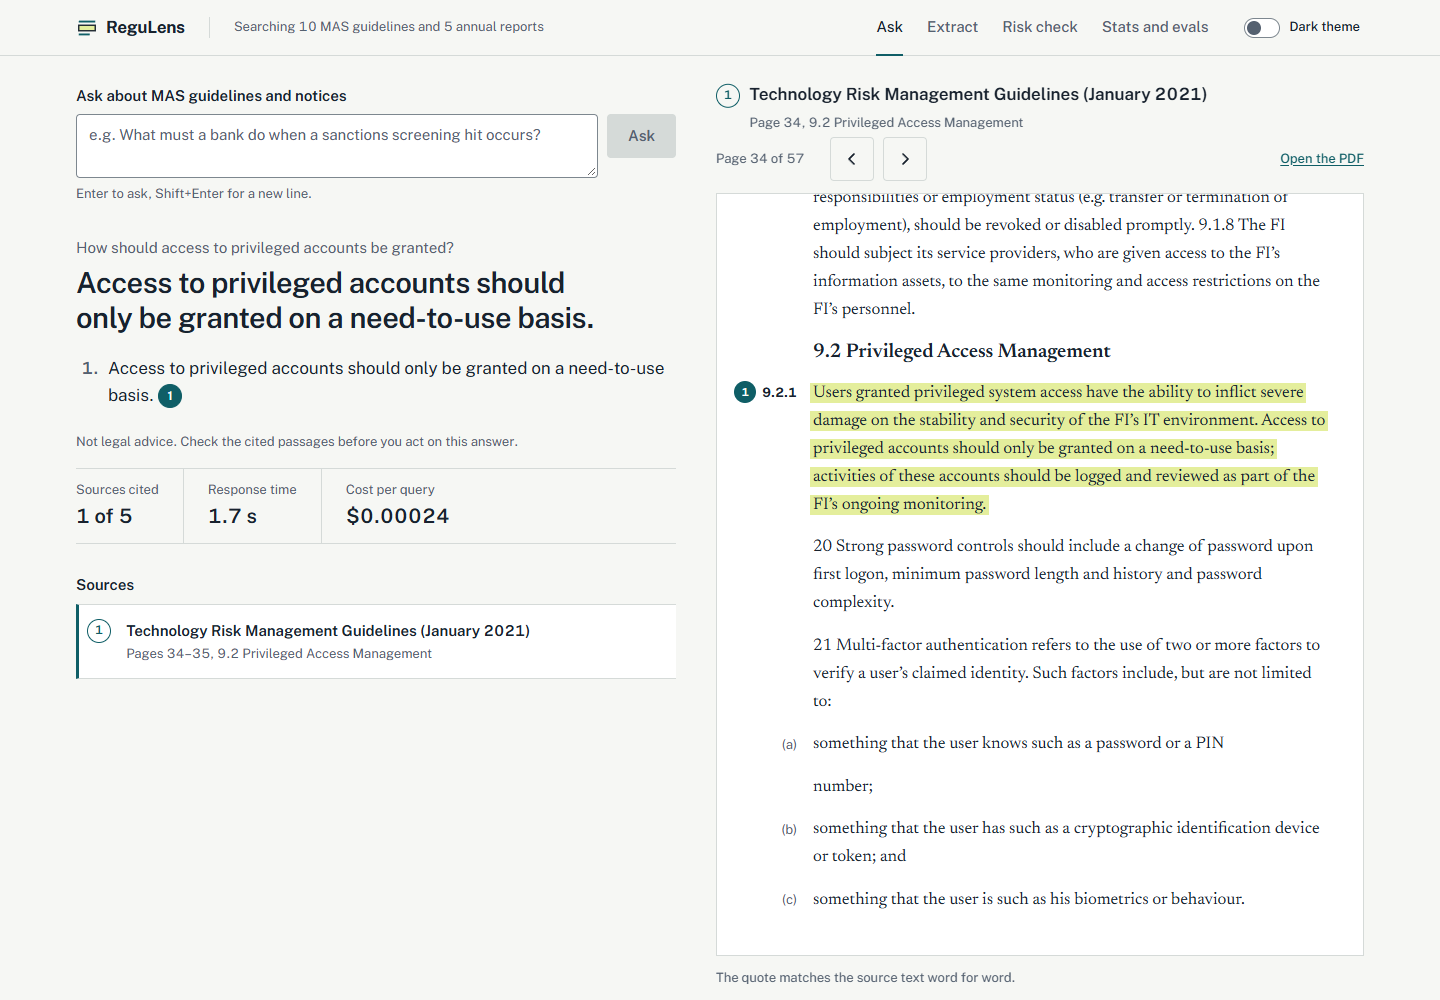 ReguLens
Searching 10 MAS guidelines and 5 annual reports
Ask
Extract
Risk check
Stats and evals
Dark theme
Ask about MAS guidelines and notices
e.g. What must a bank do when a sanctions screening hit occurs?
Ask
Enter to ask, Shift+Enter for a new line.
How should access to privileged accounts be granted?
Access to privileged accounts should
only be granted on a need-to-use basis.
1. Access to privileged accounts should only be granted on a need-to-use
basis. 1
Not legal advice. Check the cited passages before you act on this answer.
Sources cited
1 of 5
Response time
1.7 s
Cost per query
$0.00024
Sources
1 Technology Risk Management Guidelines (January 2021)
Pages 34–35, 9.2 Privileged Access Management
1 Technology Risk Management Guidelines (January 2021)
Page 34, 9.2 Privileged Access Management
Page 34 of 57
Open the PDF
responsibilities or employment status (e.g. transfer or termination of
employment), should be revoked or disabled promptly. 9.1.8 The FI
should subject its service providers, who are given access to the FI’s
information assets, to the same monitoring and access restrictions on the
FI’s personnel.
9.2 Privileged Access Management
1 9.2.1 Users granted privileged system access have the ability to inflict severe
damage on the stability and security of the FI’s IT environment. Access to
privileged accounts should only be granted on a need-to-use basis;
activities of these accounts should be logged and reviewed as part of the
FI’s ongoing monitoring.
20 Strong password controls should include a change of password upon
first logon, minimum password length and history and password
complexity.
21 Multi-factor authentication refers to the use of two or more factors to
verify a user’s claimed identity. Such factors include, but are not limited
to:
(a) something that the user knows such as a password or a PIN
number;
(b) something that the user has such as a cryptographic identification device
or token; and
(c) something that the user is such as his biometrics or behaviour.
The quote matches the source text word for word.